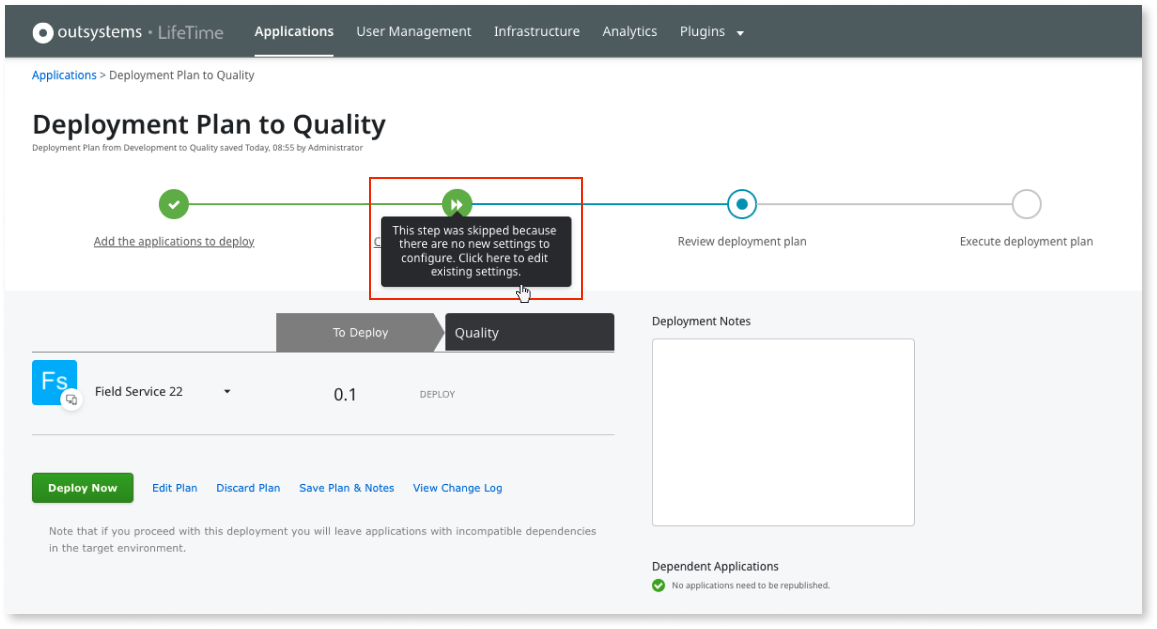 outsystems · LifeTime Applications User Management Infrastructure Analytics Plugins
Applications > Deployment Plan to Quality
Deployment Plan to Quality
Deployment Plan from Development to Quality saved Today, 08:55 by Administrator
Add the applications to deploy
C
This step was skipped because
there are no new settings to
configure. Click here to edit
existing settings.
Review deployment plan
Execute deployment plan
To Deploy
Quality
Fs
Field Service 22
0.1
DEPLOY
Deploy Now Edit Plan Discard Plan Save Plan & Notes View Change Log
Note that if you proceed with this deployment you will leave applications with incompatible dependencies
in the target environment.
Deployment Notes
Dependent Applications
No applications need to be republished.